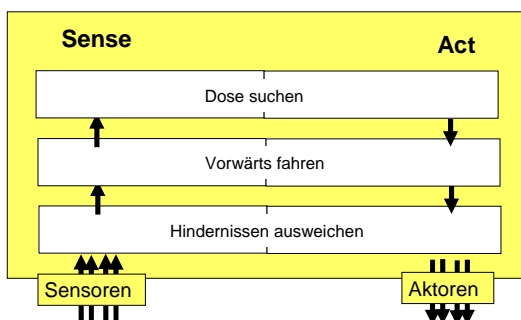 Sense
Act
Dose suchen
Vorwärts fahren
Hindernissen ausweichen
Sensoren
Aktoren